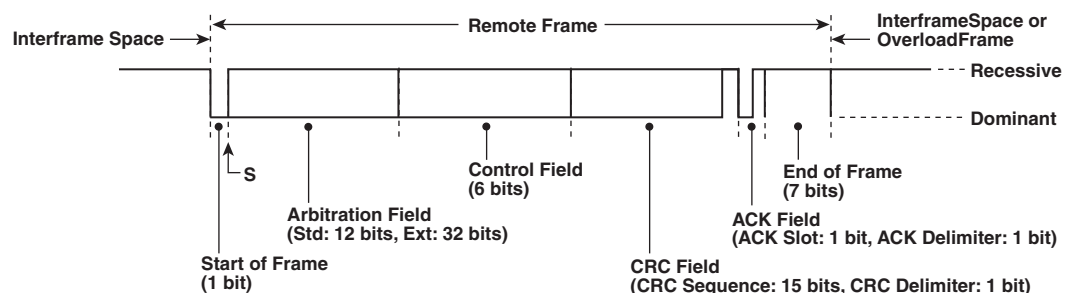 Remote Frame
Interframe Space
InterframeSpace or
OverloadFrame
Recessive
Dominant
S
Control Field
(6 bits)
End of Frame
(7 bits)
Arbitration Field
(Std: 12 bits, Ext: 32 bits)
ACK Field
(ACK Slot: 1 bit, ACK Delimiter: 1 bit)
Start of Frame
(1 bit)
CRC Field
(CRC Sequence: 15 bits, CRC Delimiter: 1 bit)